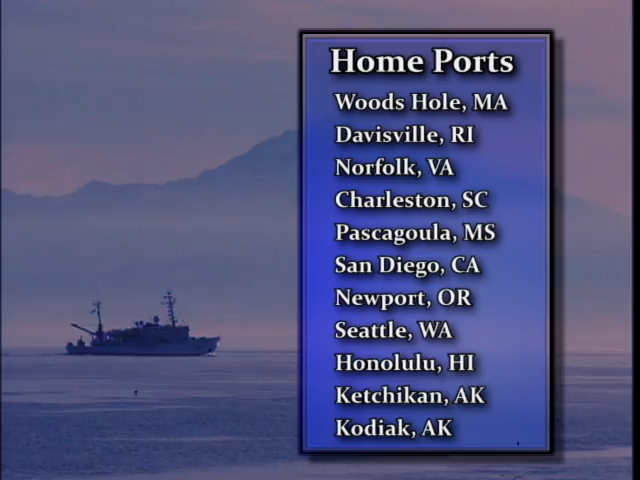 Home Ports
Woods Hole, MA
Davisville, RI
Norfolk, VA
Charleston, SC
Pascagoula, MS
San Diego, CA
Newport, OR
Seattle, WA
Honolulu, HI
Ketchikan, AK
Kodiak, AK